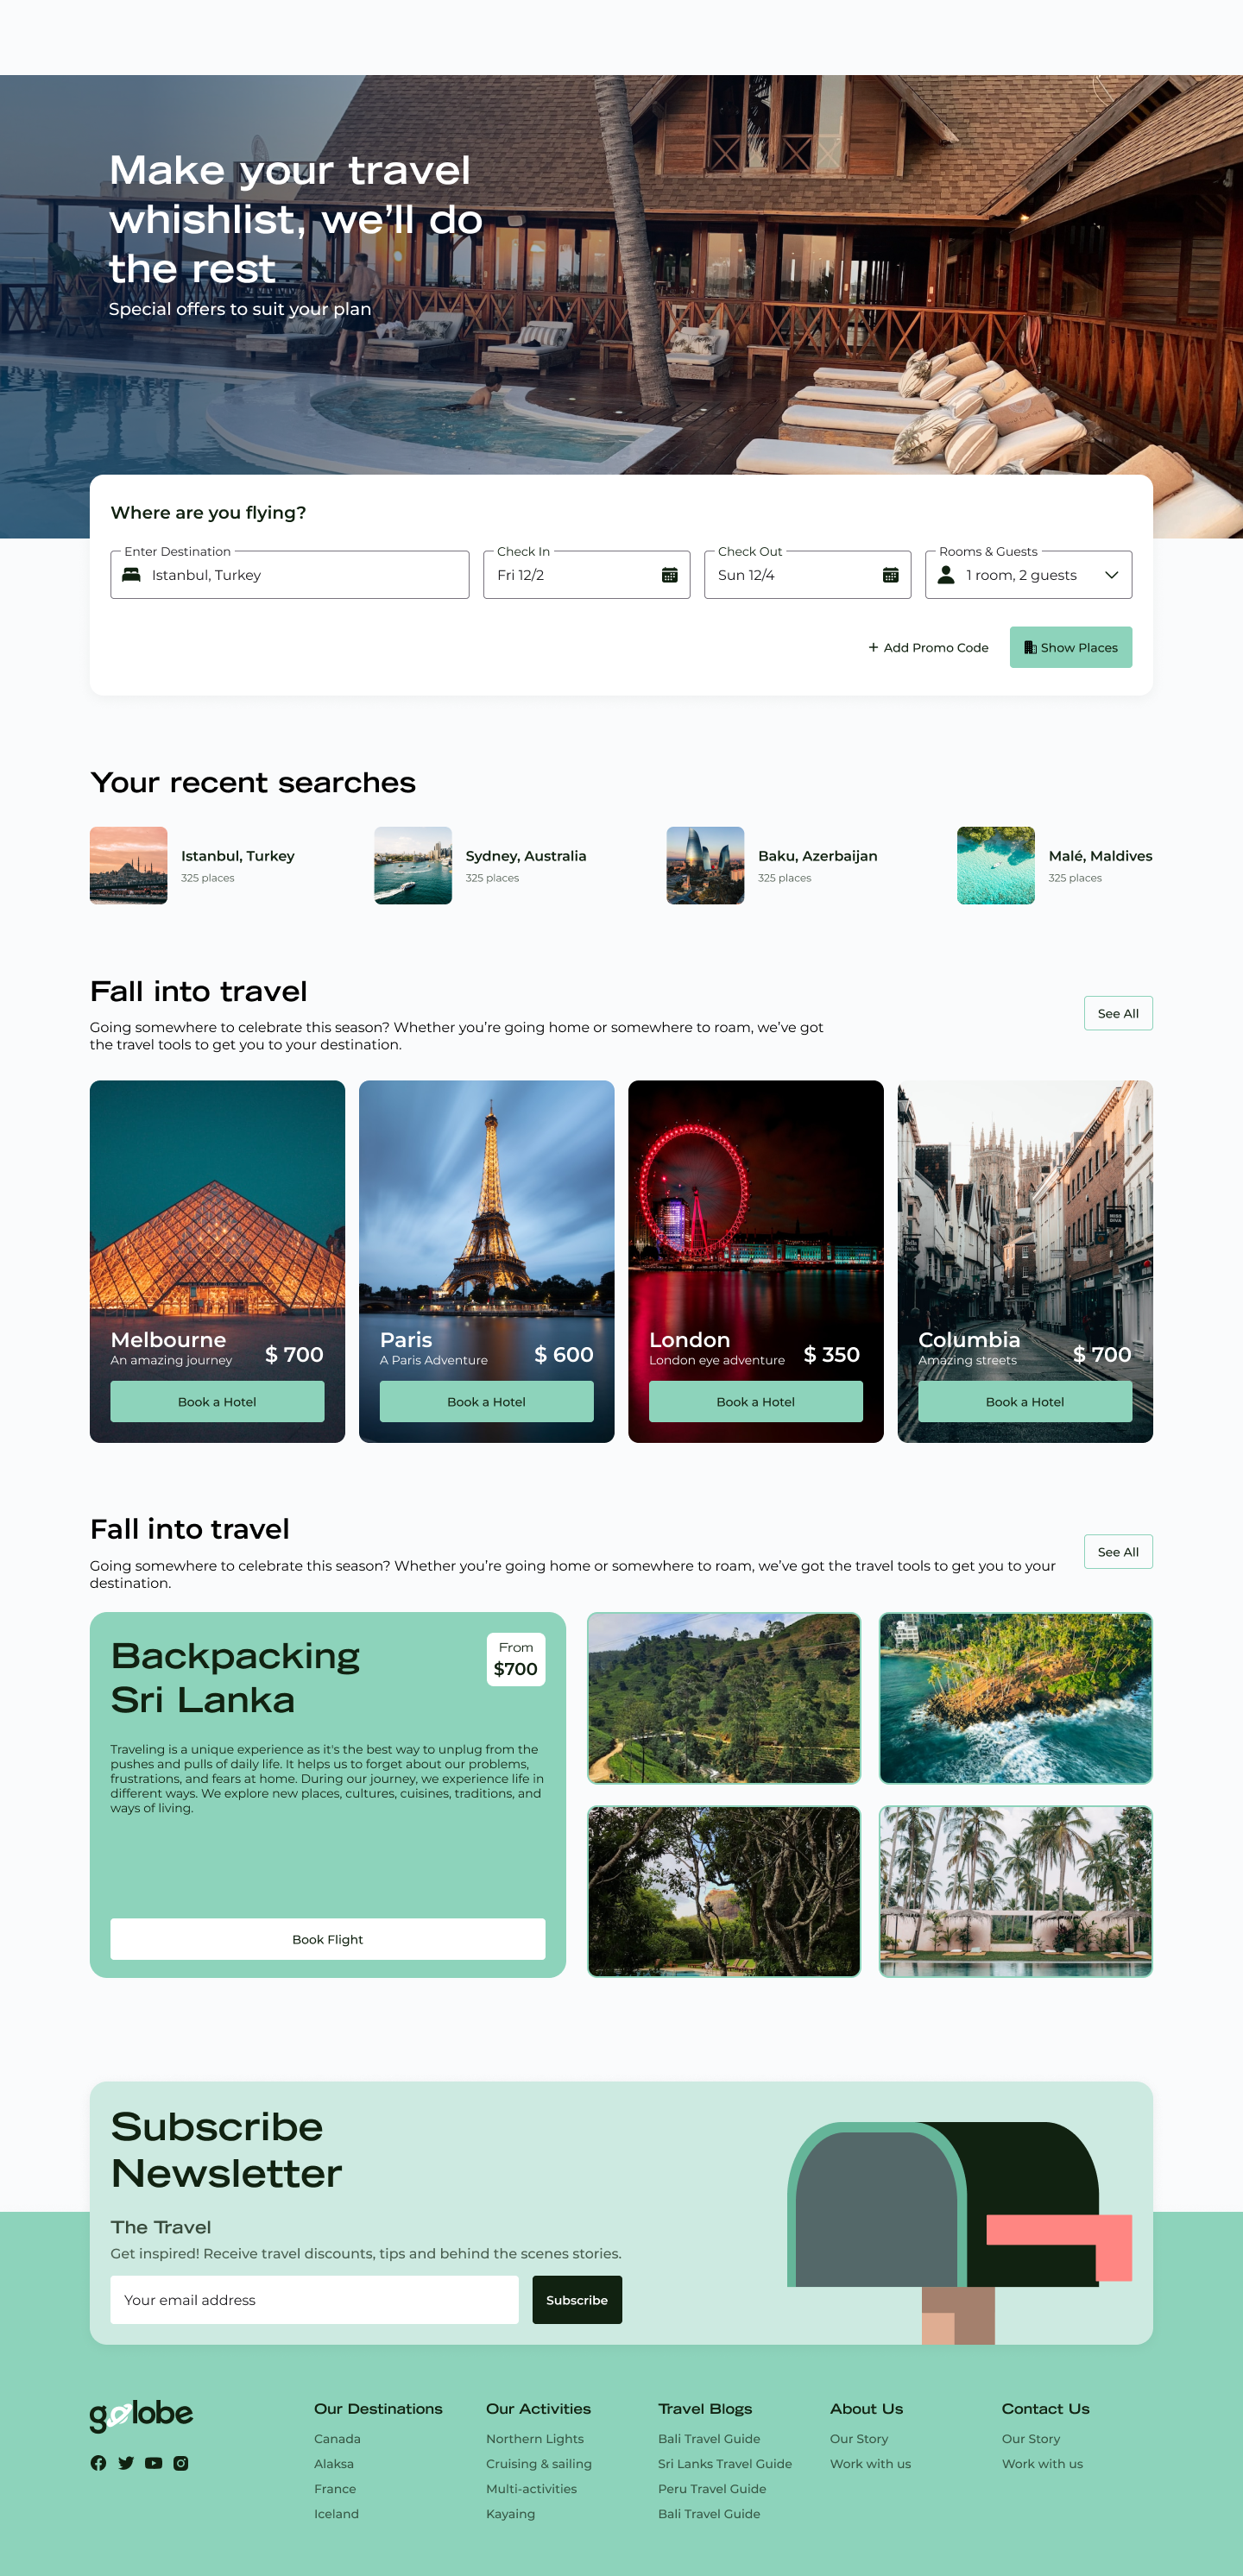 Make your travel
whishlist, we’ll do
the rest
Special offers to suit your plan
Where are you flying?
Enter Destination
Istanbul, Turkey
Check In
Fri 12/2
Check Out
Sun 12/4
Rooms & Guests
1 room, 2 guests
+ Add Promo Code
Show Places
Your recent searches
Istanbul, Turkey
325 places
Sydney, Australia
325 places
Baku, Azerbaijan
325 places
Malé, Maldives
325 places
Fall into travel
Going somewhere to celebrate this season? Whether you’re going home or somewhere to roam, we’ve got
the travel tools to get you to your destination.
See All
Melbourne
An amazing journey
$ 700
Book a Hotel
Paris
A Paris Adventure
$ 600
Book a Hotel
London
London eye adventure
$ 350
Book a Hotel
Columbia
Amazing streets
$ 700
Book a Hotel
Fall into travel
Going somewhere to celebrate this season? Whether you’re going home or somewhere to roam, we’ve got the travel tools to get you to your
destination.
See All
Backpacking
Sri Lanka
From
$700
Traveling is a unique experience as it's the best way to unplug from the
pushes and pulls of daily life. It helps us to forget about our problems,
frustrations, and fears at home. During our journey, we experience life in
different ways. We explore new places, cultures, cuisines, traditions, and
ways of living.
Book Flight
Subscribe
Newsletter
The Travel
Get inspired! Receive travel discounts, tips and behind the scenes stories.
Your email address
Subscribe
golobe
Our Destinations
Canada
Alaksa
France
Iceland
Our Activities
Northern Lights
Cruising & sailing
Multi-activities
Kayaing
Travel Blogs
Bali Travel Guide
Sri Lanks Travel Guide
Peru Travel Guide
Bali Travel Guide
About Us
Our Story
Work with us
Contact Us
Our Story
Work with us